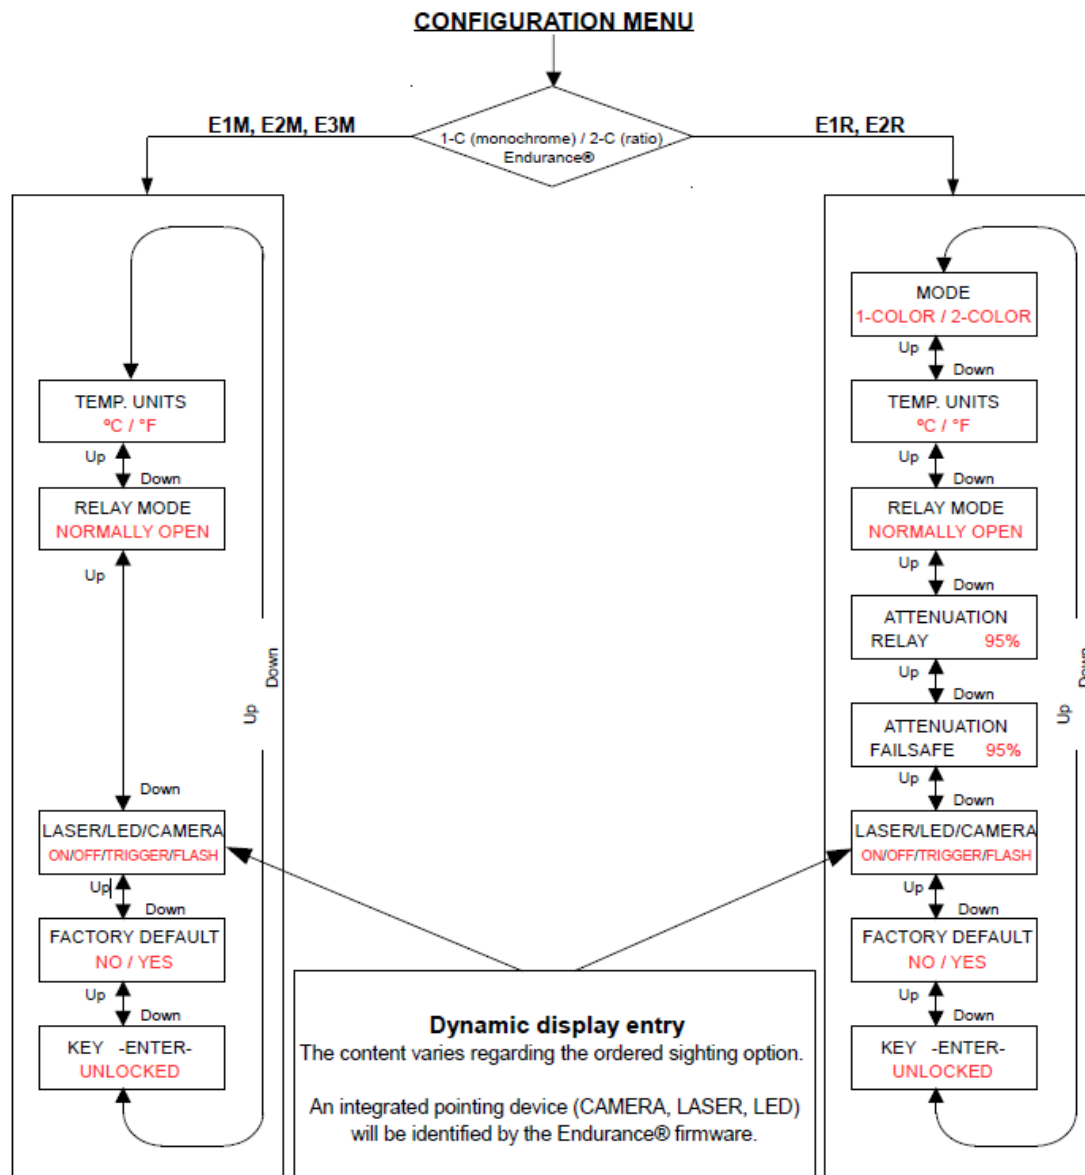 CONFIGURATION MENU
E1M, E2M, E3M
1-C (monochrome) / 2-C (ratio)
Endurance®
E1R, E2R
TEMP. UNITS
ºC / °F
Up
Down
RELAY MODE
NORMALLY OPEN
Up
Down
LASER/LED/CAMERA
ON/OFF/TRIGGER/FLASH
Up
Down
FACTORY DEFAULT
NO / YES
Up
Down
KEY -ENTER-
UNLOCKED
Up
Down
MODE
1-COLOR / 2-COLOR
Up
Down
TEMP. UNITS
ºC / °F
Up
Down
RELAY MODE
NORMALLY OPEN
Up
Down
ATTENUATION
RELAY 95%
Up
Down
ATTENUATION
FAILSAFE 95%
Up
Down
LASER/LED/CAMERA
ON/OFF/TRIGGER/FLASH
Up
Down
FACTORY DEFAULT
NO / YES
Up
Down
KEY -ENTER-
UNLOCKED
Up
Down
Dynamic display entry
The content varies regarding the ordered sighting option.
An integrated pointing device (CAMERA, LASER, LED)
will be identified by the Endurance® firmware.